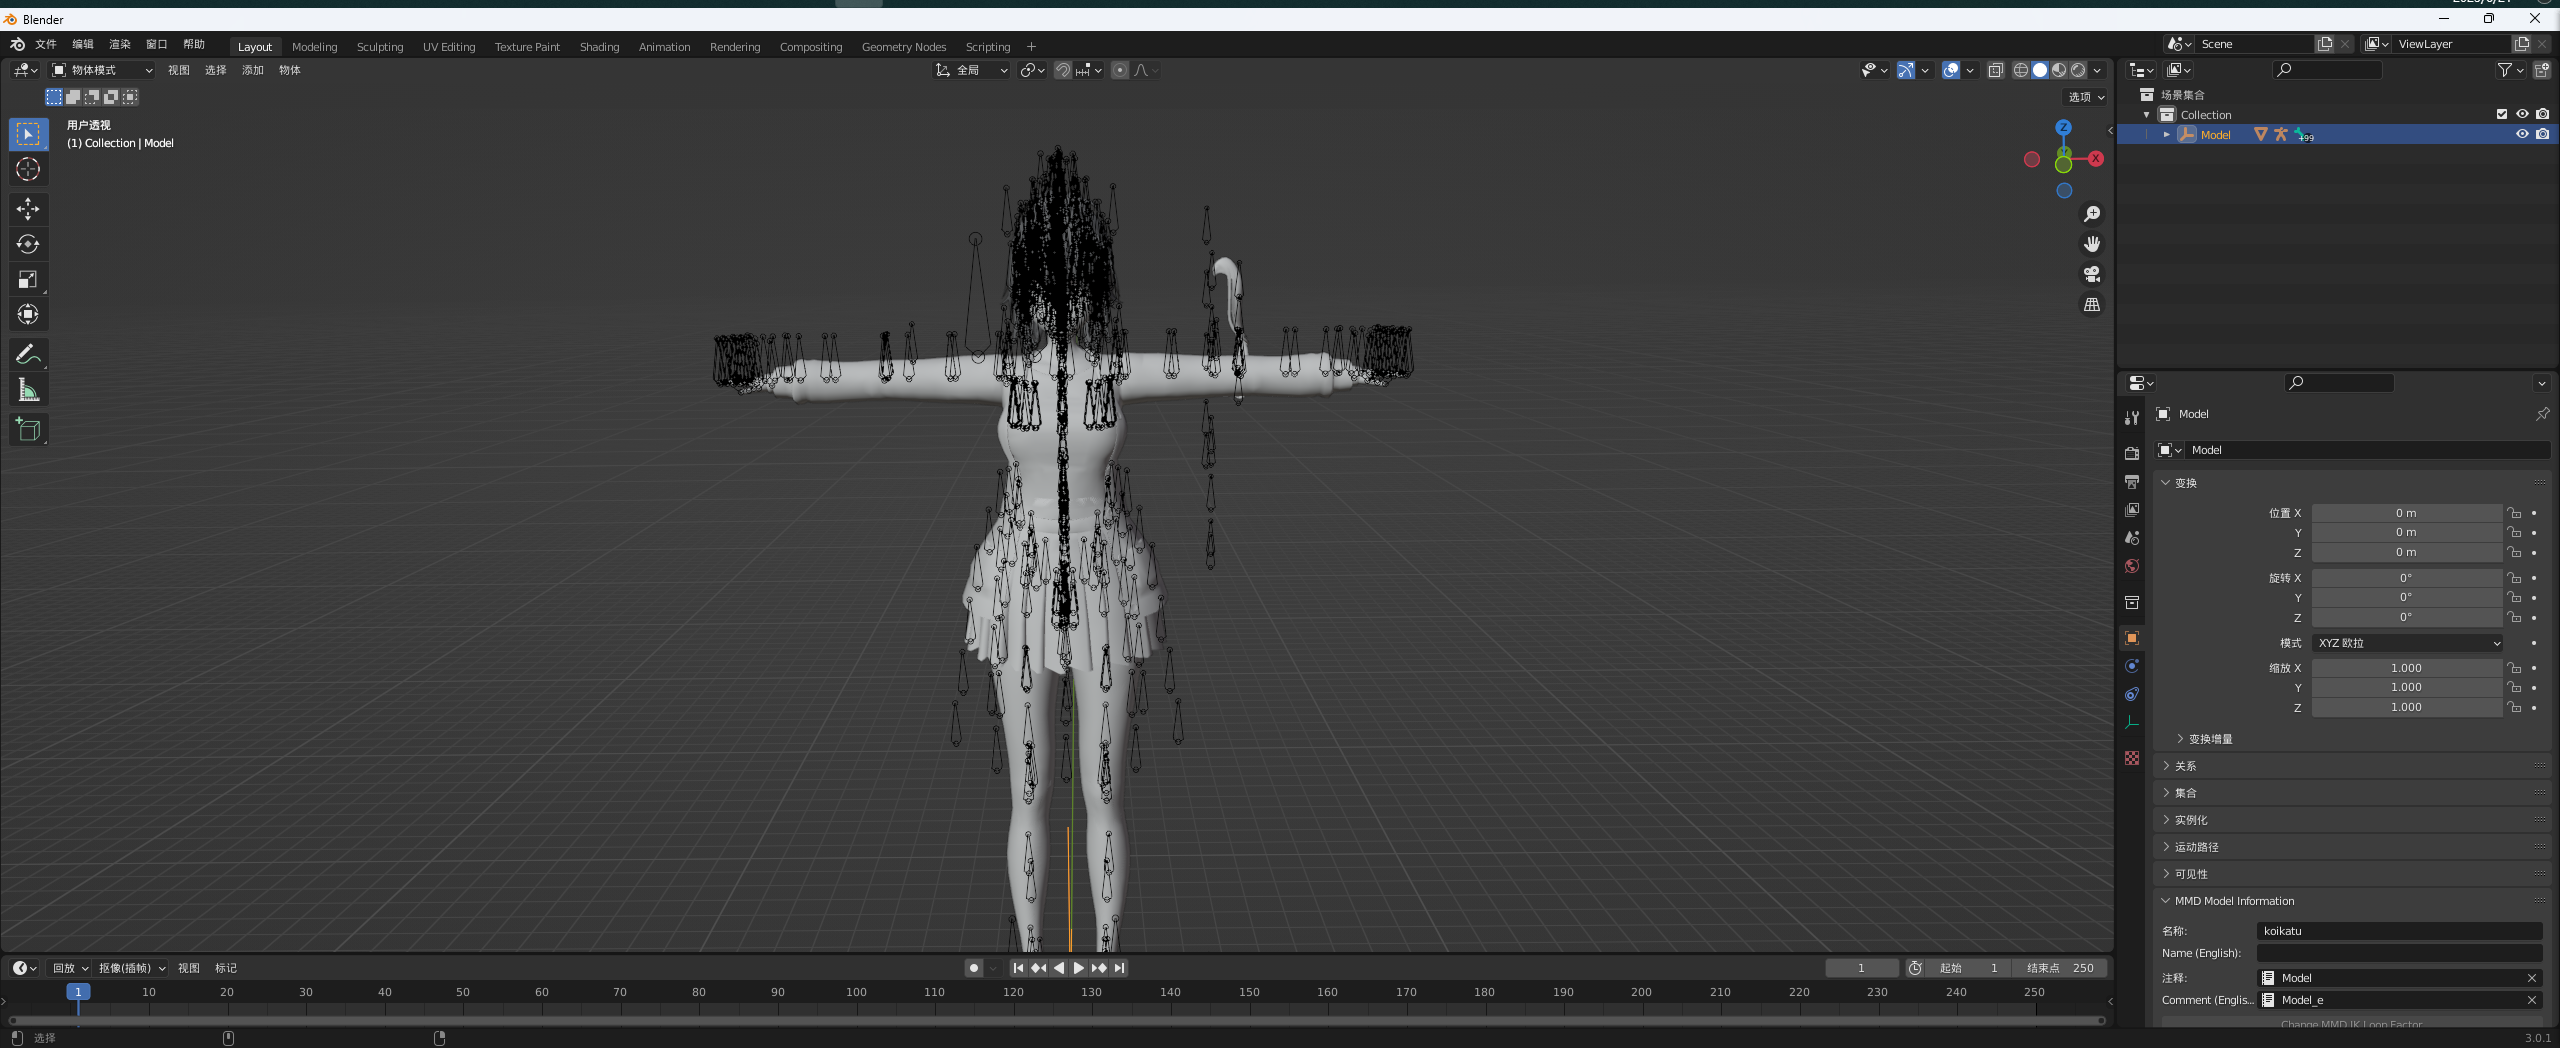 Blender
文件 编辑 渲染 窗口 帮助 Layout Modeling Sculpting UV Editing Texture Paint Shading Animation Rendering Compositing Geometry Nodes Scripting + Scene ViewLayer
物体模式 视图 选择 添加 物体 全局
选项
用户透视
(1) Collection | Model
Z
X
场景集合
Collection
Model +99
Model
Model
变换
位置 X 0 m
Y 0 m
Z 0 m
旋转 X 0°
Y 0°
Z 0°
模式 XYZ 欧拉
缩放 X 1.000
Y 1.000
Z 1.000
变换增量
关系
集合
实例化
运动路径
可见性
MMD Model Information
名称: koikatu
Name (English):
注释: Model
Comment (Englis... Model_e
Change MMD IK Loop Factor
回放 抠像(插帧) 视图 标记 1 起始 1 结束点 250
1 10 20 30 40 50 60 70 80 90 100 110 120 130 140 150 160 170 180 190 200 210 220 230 240 250
选择 3.0.1